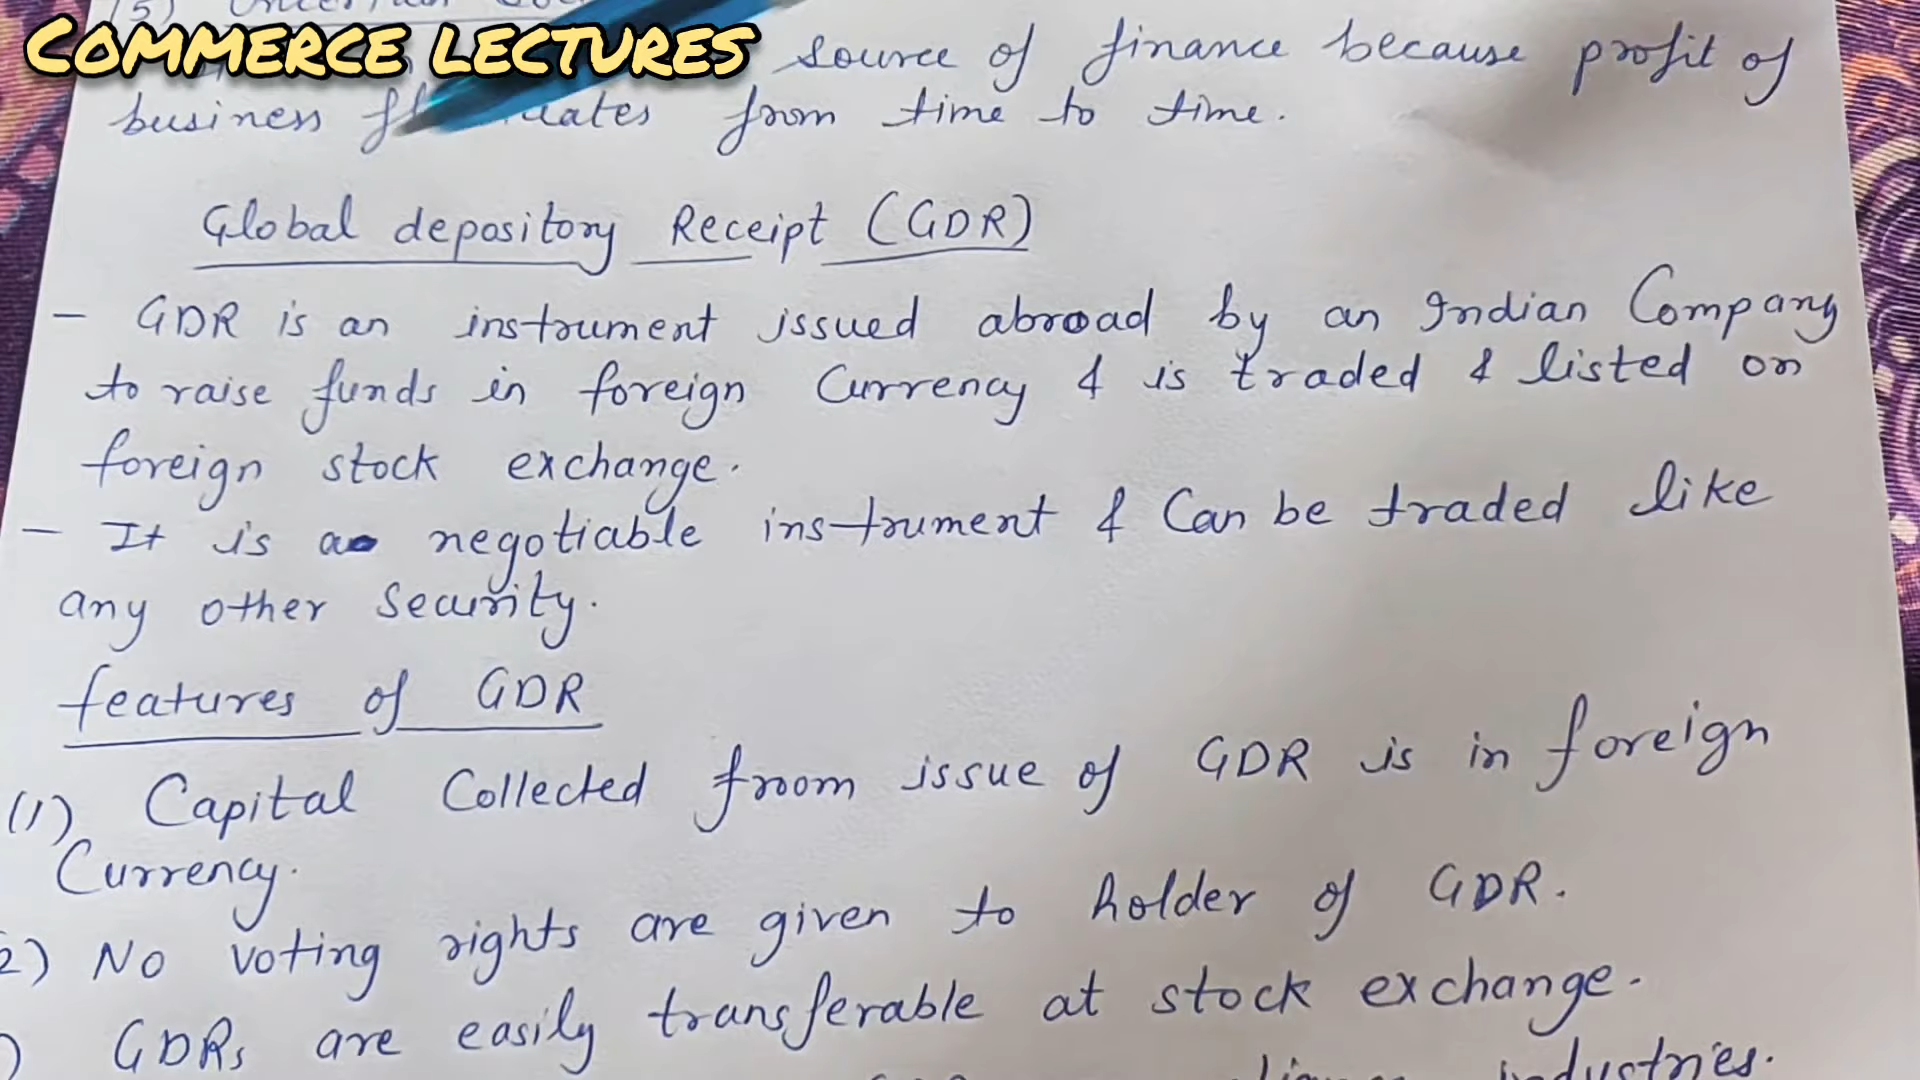 (5)
COMMERCE LECTURES source of finance because profit of
business from time to time.
Global depository Receipt (GDR)
- GDR is an instrument issued abroad by an Indian Company
to raise funds in foreign Currency & is traded & listed on
foreign stock exchange.
- It is a negotiable instrument & Can be traded like
any other Security.
features of GDR
(1) Capital Collected from issue of GDR is in foreign
Currency.
2) No voting rights are given to holder of GDR.
) GDRs are easily transferable at stock exchange.
industries.